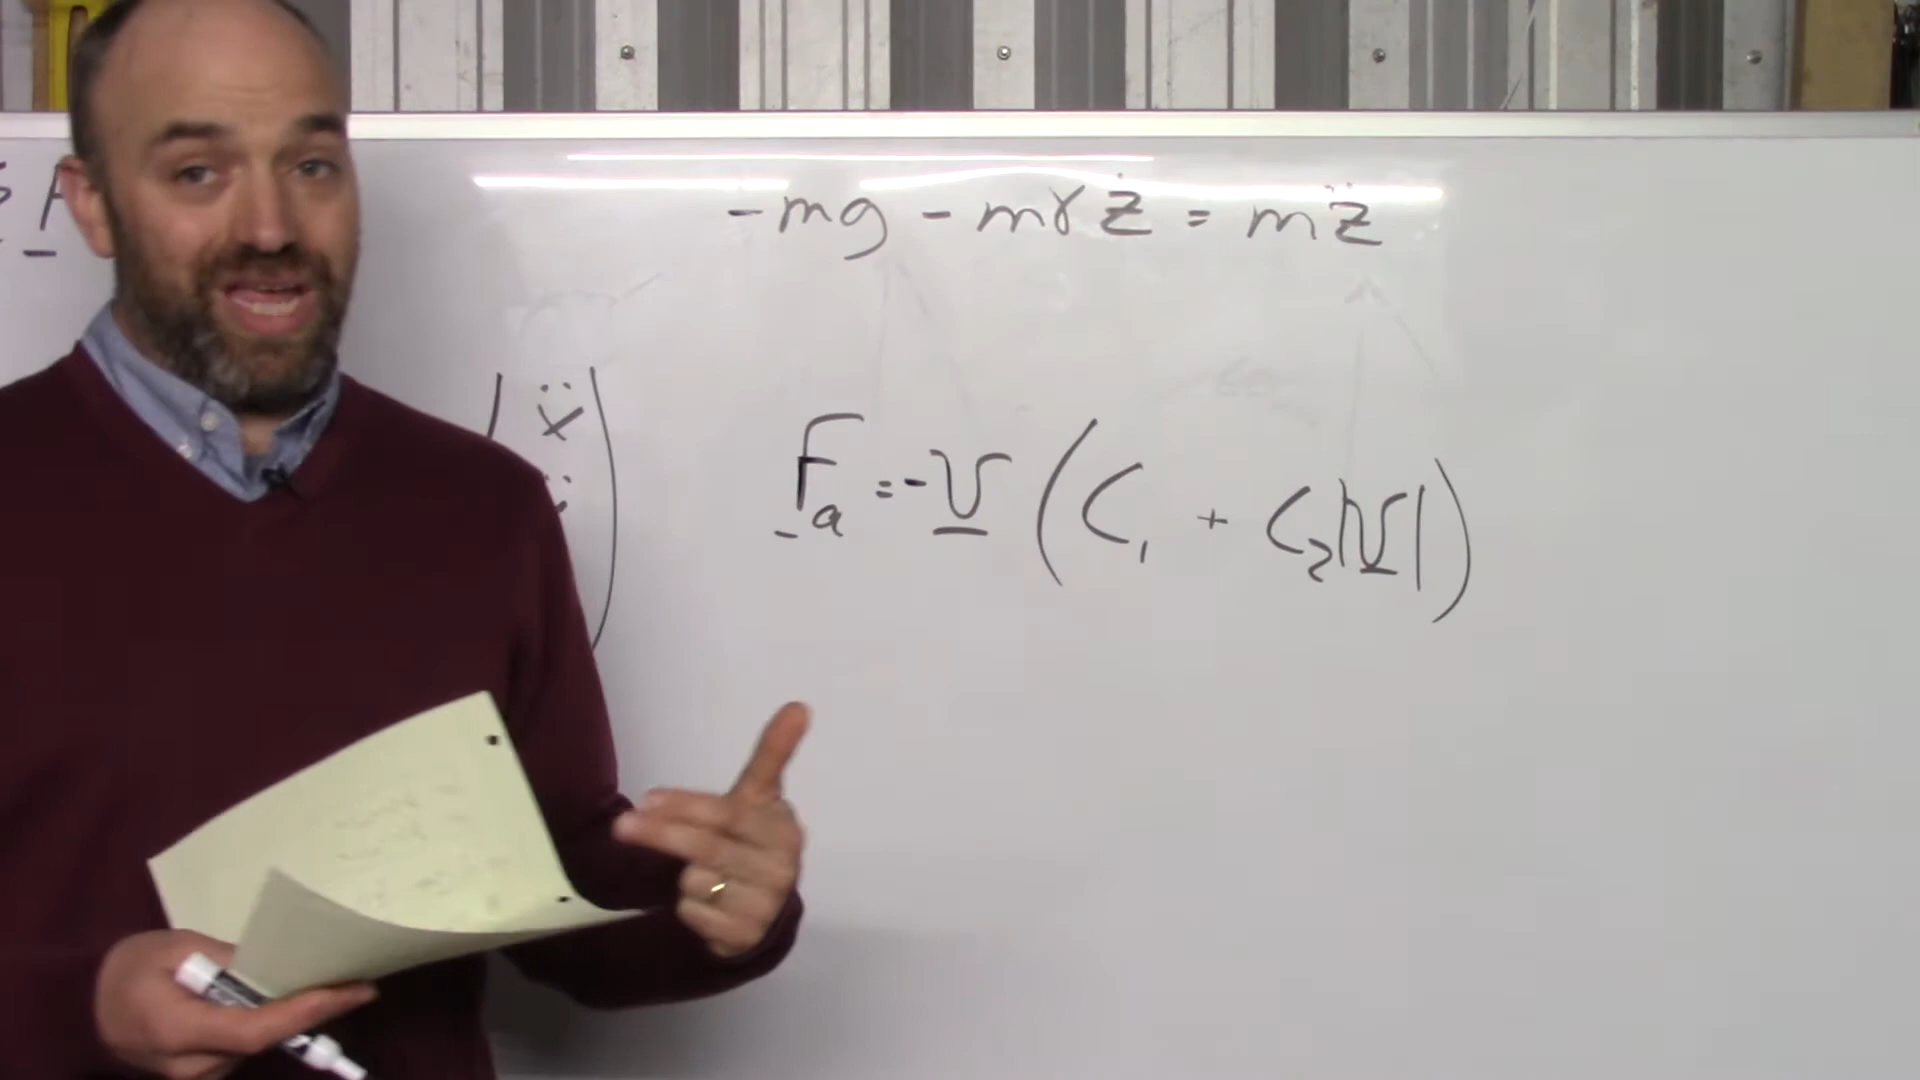 -mg - mγż = mz̈
ẍ
F_a = -v (C₁ + C₂|v|)